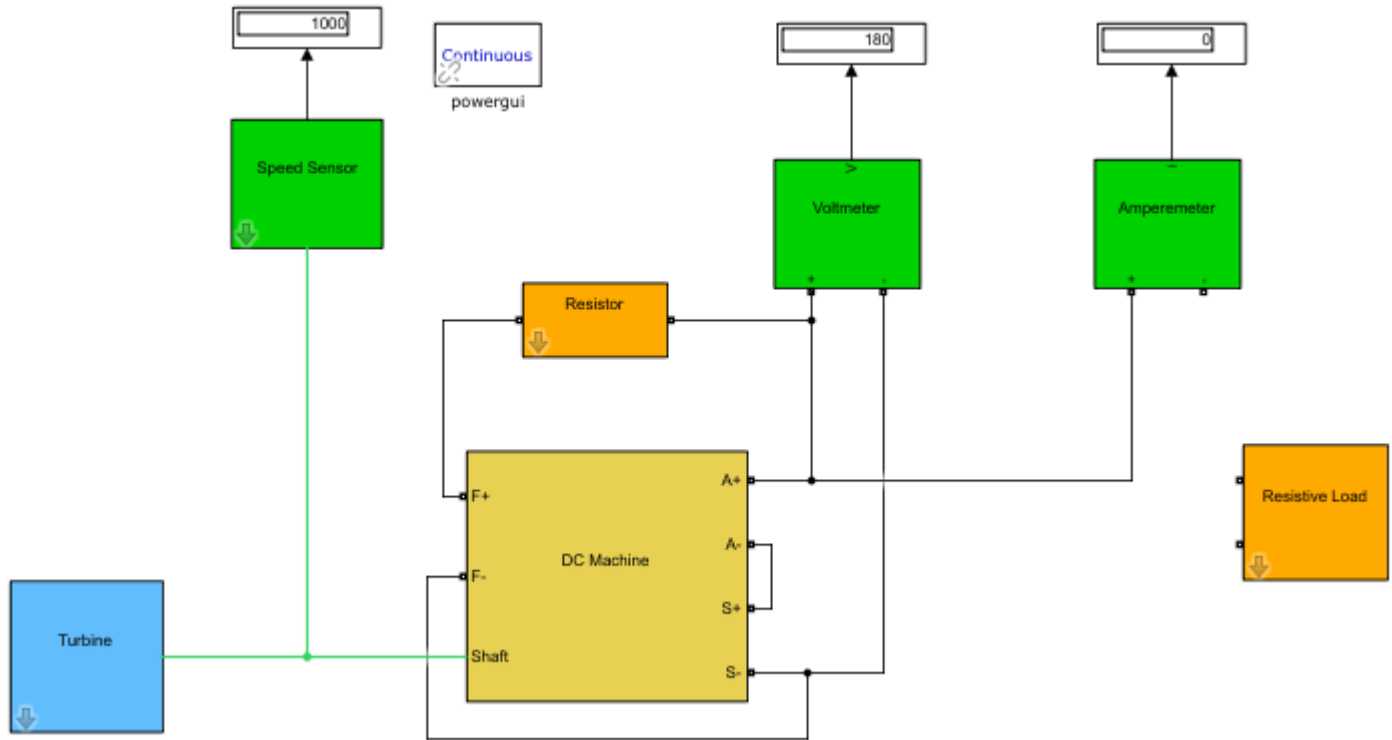 1000
Continuous
powergui
180
0
Speed Sensor
Voltmeter
Amperemeter
+ -
+ -
Resistor
A+
F+
Resistive Load
A-
DC Machine
F-
S+
Turbine
Shaft
S-